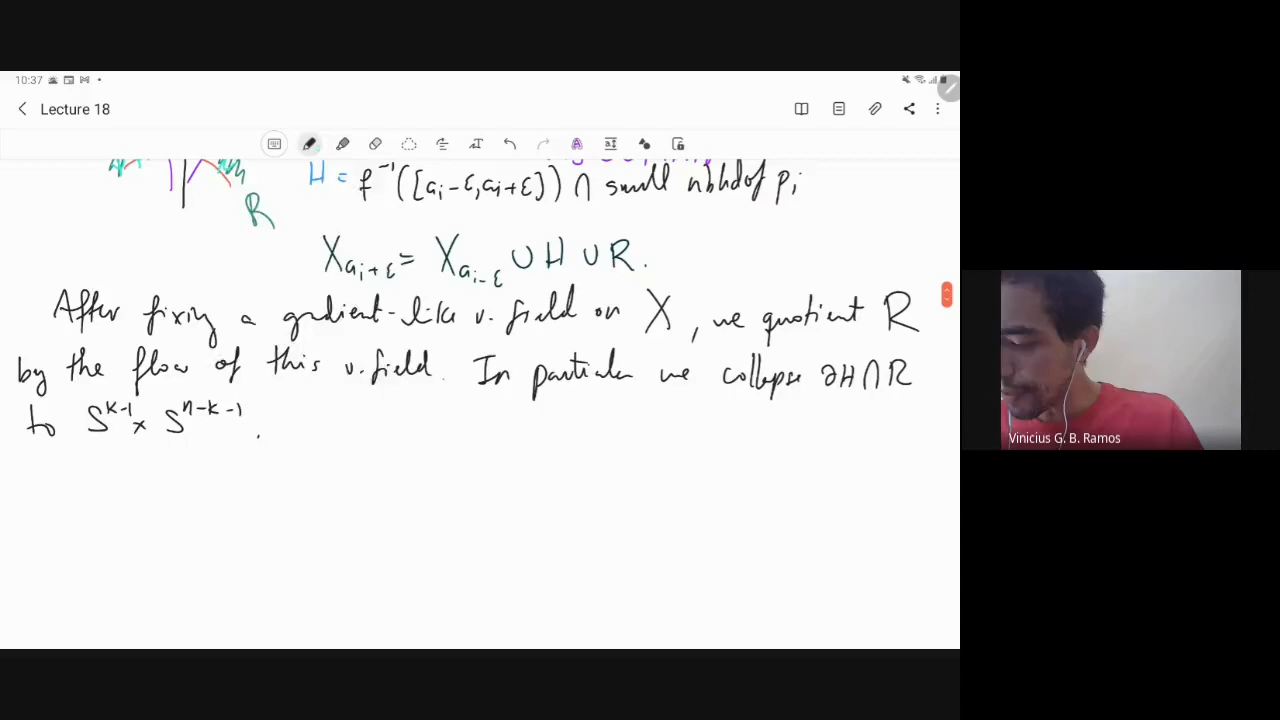 10:37
Lecture 18
H = f⁻¹([aᵢ-ε, aᵢ+ε]) ∩ small nbhd of pᵢ
R
X_{aᵢ+ε} = X_{aᵢ-ε} ∪ H ∪ R.
After fixing a gradient-like v. field on X, we quotient R
by the flow of this v. field. In particular we collapse ∂H∩R
to S^{k-1} × S^{n-k-1}.
Vinicius G. B. Ramos